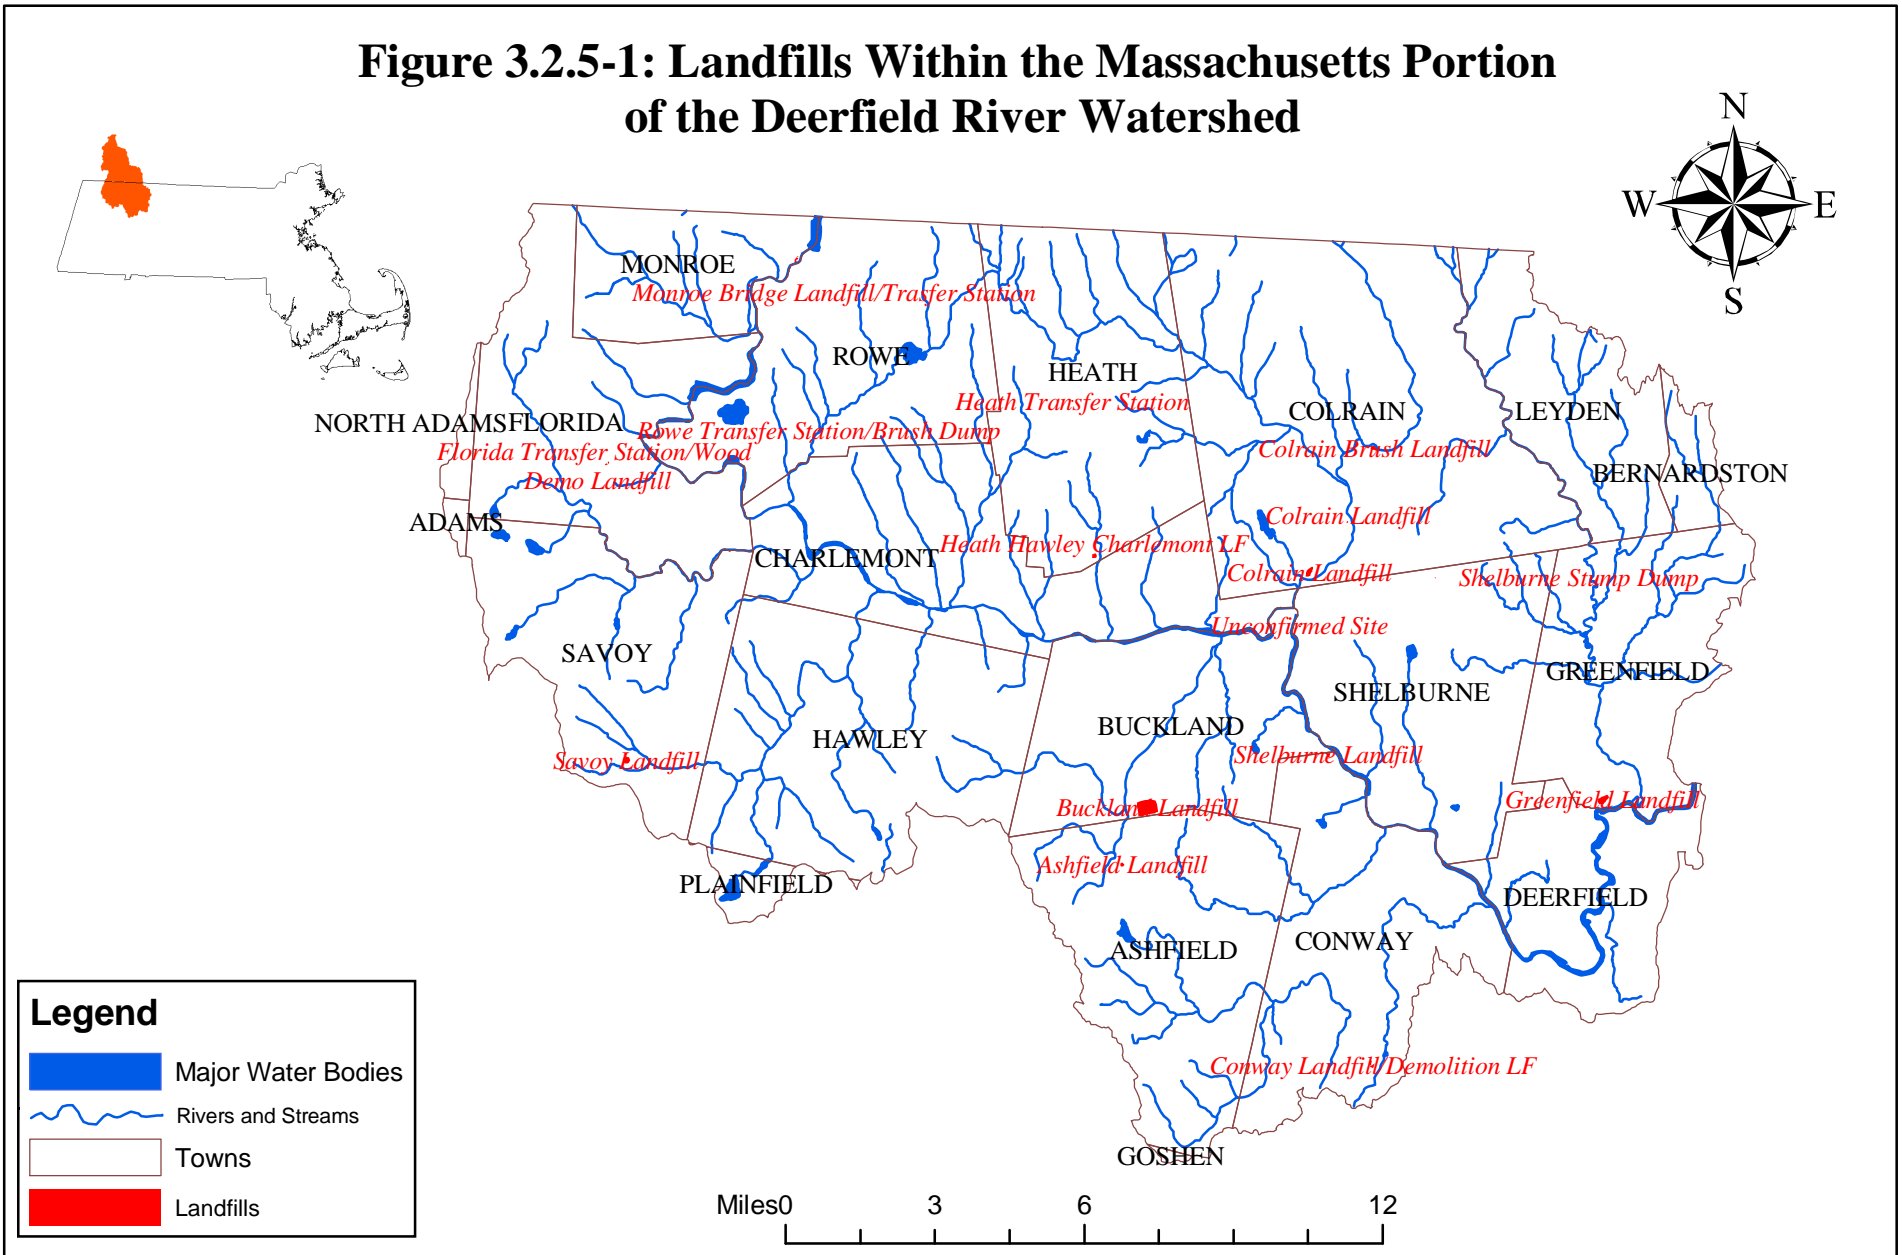 Figure 3.2.5-1: Landfills Within the Massachusetts Portion
of the Deerfield River Watershed
N
W E
S
MONROE
Monroe Bridge Landfill/Trasfer Station
ROWE
HEATH
Heath Transfer Station
COLRAIN
LEYDEN
NORTH ADAMS FLORIDA
Rowe Transfer Station/Brush Dump
Florida Transfer Station/Wood
Demo Landfill
Colrain Brush Landfill
BERNARDSTON
ADAMS
Colrain Landfill
CHARLEMONT
Heath Hawley Charlemont LF
Colrain Landfill
Shelburne Stump Dump
Unconfirmed Site
SAVOY
GREENFIELD
SHELBURNE
BUCKLAND
HAWLEY
Savoy Landfill
Shelburne Landfill
Buckland Landfill
Greenfield Landfill
Ashfield Landfill
PLAINFIELD
DEERFIELD
ASHFIELD
CONWAY
Conway Landfill/Demolition LF
GOSHEN
Legend
Major Water Bodies
Rivers and Streams
Towns
Landfills
Miles 0 3 6 12